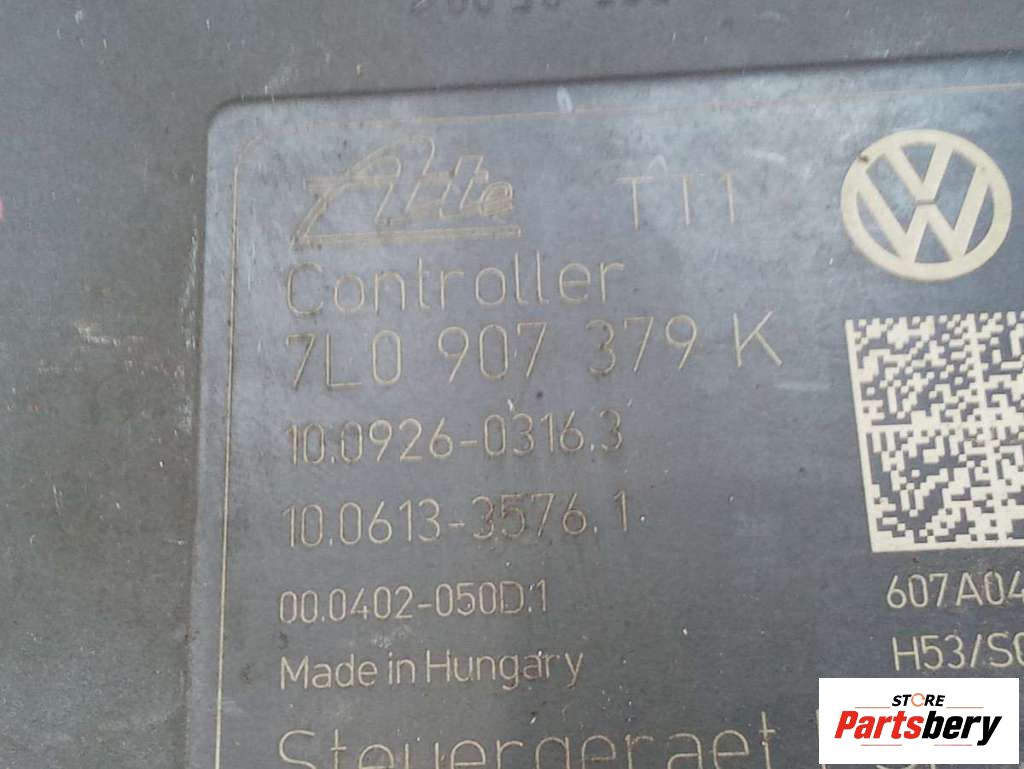 Ate TT1
Controller
7L0 907 379 K
10.0926-0316.3
10.0613-3576.1
00.0402-050D.1
607A04
Made in Hungary
H53/S
Steuergeraet
STORE
Partsbery